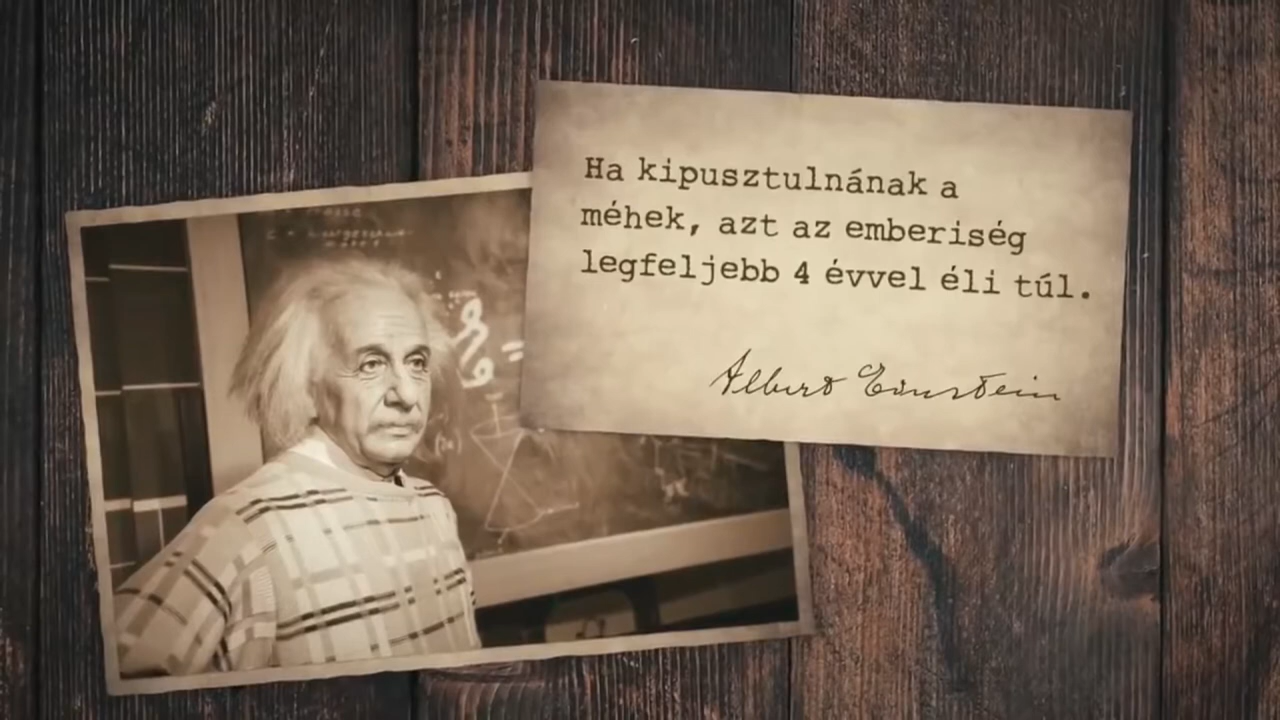 Ha kipusztulnának a
méhek, azt az emberiség
legfeljebb 4 évvel éli túl.
Albert Einstein